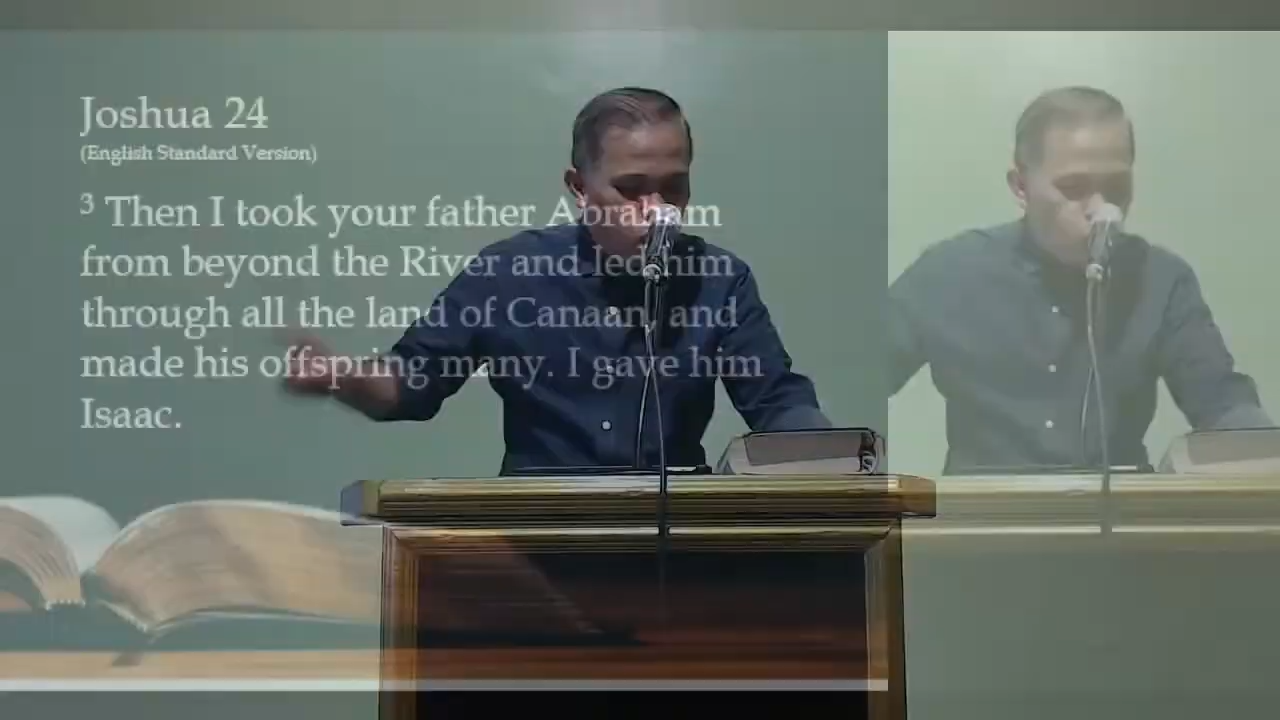 Joshua 24
(English Standard Version)
3 Then I took your father Abraham
from beyond the River and led him
through all the land of Canaan, and
made his offspring many. I gave him
Isaac.